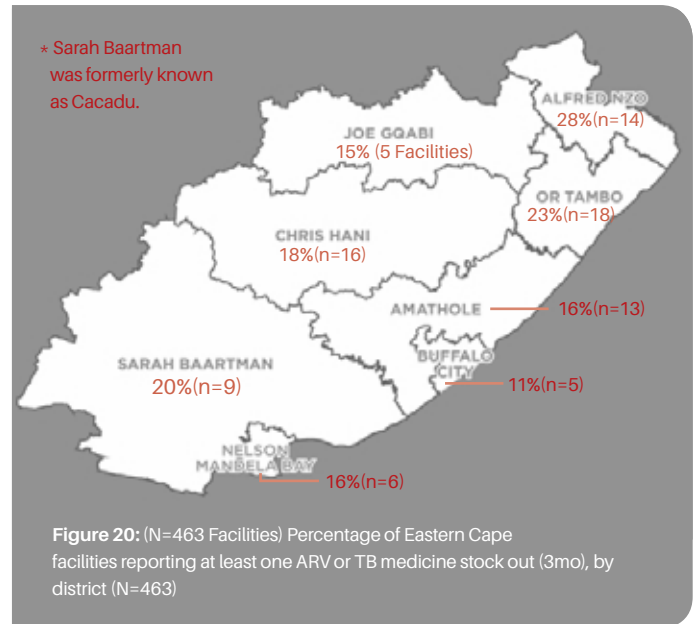 * Sarah Baartman
was formerly known
as Cacadu.
ALFRED NZO
28%(n=14)
JOE GQABI
15% (5 Facilities)
OR TAMBO
23%(n=18)
CHRIS HANI
18%(n=16)
AMATHOLE
16%(n=13)
BUFFALO
CITY
11%(n=5)
SARAH BAARTMAN
20%(n=9)
NELSON
MANDELA BAY
16%(n=6)
Figure 20: (N=463 Facilities) Percentage of Eastern Cape
facilities reporting at least one ARV or TB medicine stock out (3mo), by
district (N=463)